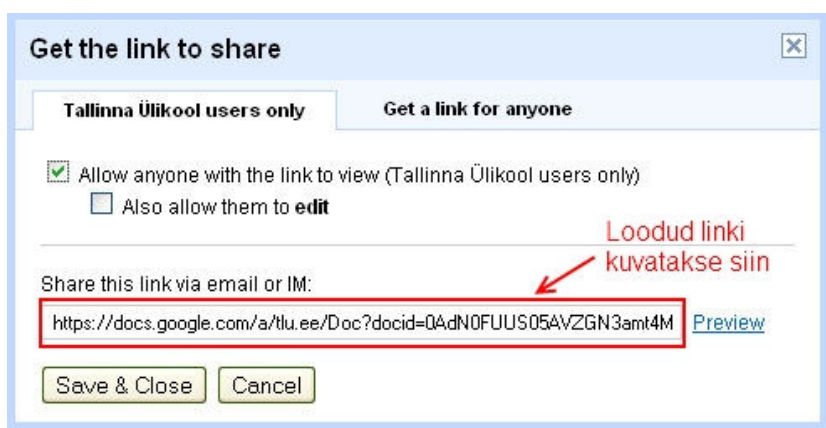 Get the link to share
Tallinna Ülikool users only
Get a link for anyone
Allow anyone with the link to view (Tallinna Ülikool users only)
Also allow them to edit
Loodud linki
kuvatakse siin
Share this link via email or IM:
https://docs.google.com/a/tlu.ee/Doc?docid=0AdN0FUUS05AVZGN3amt4M
Preview
Save & Close
Cancel